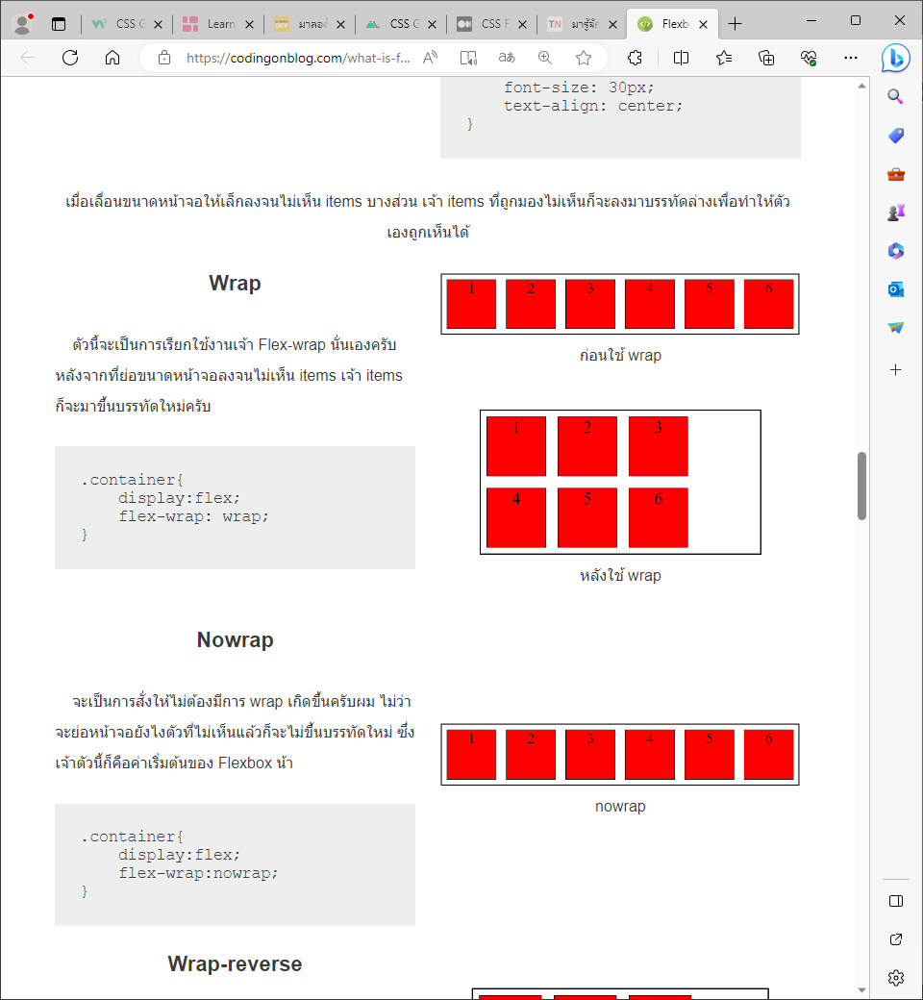 CSS G
Learn
มาลอง
CSS G
CSS F
มารู้จัก
Flexbo
https://codingonblog.com/what-is-f...
font-size: 30px;
text-align: center;
}
เมื่อเลื่อนขนาดหน้าจอให้เล็กลงจนไม่เห็น items บางส่วน เจ้า items ที่ถูกมองไม่เห็นก็จะลงมาบรรทัดล่างเพื่อทำให้ตัว
เองถูกเห็นได้
Wrap
ตัวนี้จะเป็นการเรียกใช้งานเจ้า Flex-wrap นั่นเองครับ
หลังจากที่ย่อขนาดหน้าจอลงจนไม่เห็น items เจ้า items
ก็จะมาขึ้นบรรทัดใหม่ครับ
.container{
display:flex;
flex-wrap: wrap;
}
1 2 3 4 5 6
ก่อนใช้ wrap
1 2 3
4 5 6
หลังใช้ wrap
Nowrap
จะเป็นการสั่งให้ไม่ต้องมีการ wrap เกิดขึ้นครับผม ไม่ว่า
จะย่อหน้าจอยังไงตัวที่ไม่เห็นแล้วก็จะไม่ขึ้นบรรทัดใหม่ ซึ่ง
เจ้าตัวนี้ก็คือค่าเริ่มต้นของ Flexbox น้า
.container{
display:flex;
flex-wrap:nowrap;
}
1 2 3 4 5 6
nowrap
Wrap-reverse